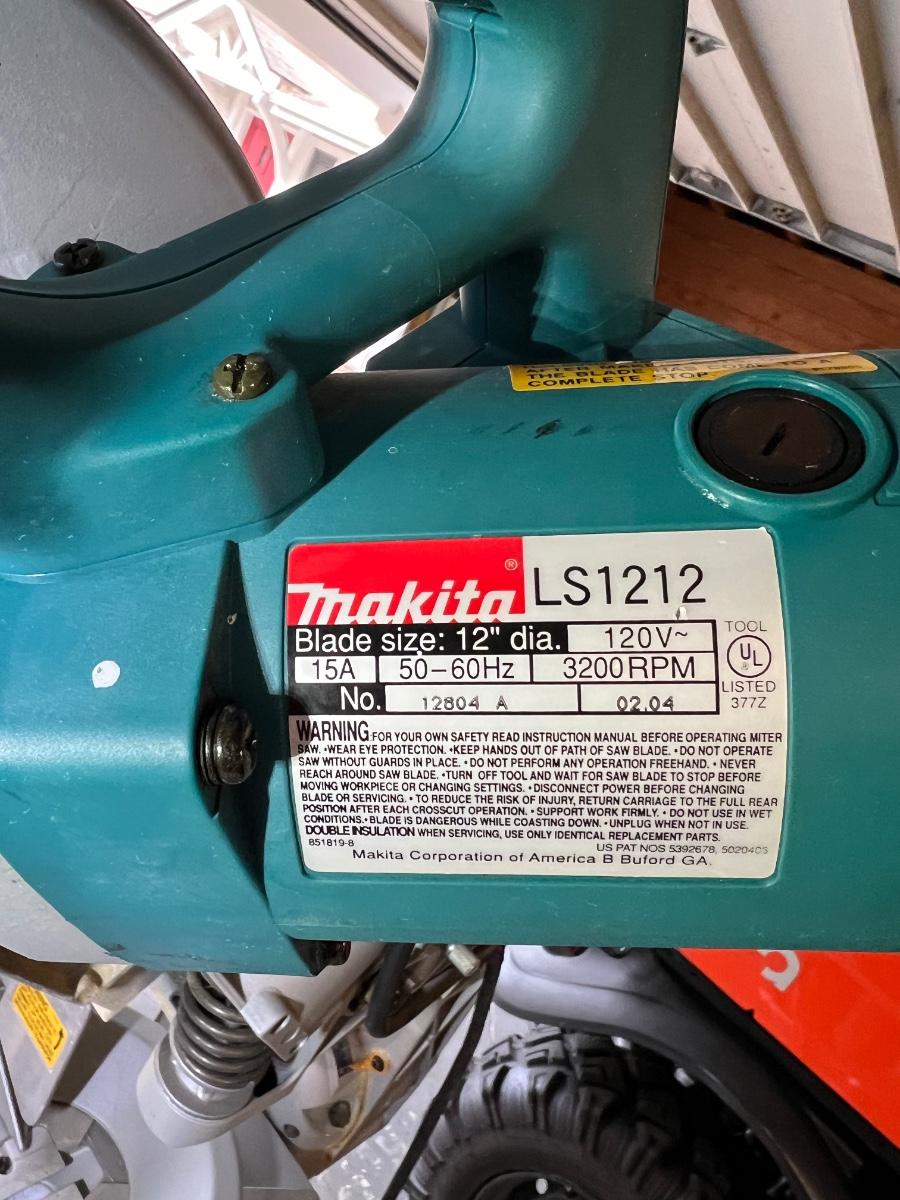 THE BLADE HAS COME TO A
COMPLETE STOP.
Makita® LS1212
Blade size: 12" dia. 120V~
15A 50-60Hz 3200RPM
No. 12804 A 02.04
TOOL
UL
LISTED
377Z
WARNING: FOR YOUR OWN SAFETY READ INSTRUCTION MANUAL BEFORE OPERATING MITER
SAW. •WEAR EYE PROTECTION. •KEEP HANDS OUT OF PATH OF SAW BLADE. •DO NOT OPERATE
SAW WITHOUT GUARDS IN PLACE. •DO NOT PERFORM ANY OPERATION FREEHAND. •NEVER
REACH AROUND SAW BLADE. •TURN OFF TOOL AND WAIT FOR SAW BLADE TO STOP BEFORE
MOVING WORKPIECE OR CHANGING SETTINGS. •DISCONNECT POWER BEFORE CHANGING
BLADE OR SERVICING. •TO REDUCE THE RISK OF INJURY, RETURN CARRIAGE TO THE FULL REAR
POSITION AFTER EACH CROSSCUT OPERATION. •SUPPORT WORK FIRMLY. •DO NOT USE IN WET
CONDITIONS. •BLADE IS DANGEROUS WHILE COASTING DOWN. •UNPLUG WHEN NOT IN USE.
DOUBLE INSULATION WHEN SERVICING, USE ONLY IDENTICAL REPLACEMENT PARTS.
851819-8 US PAT NOS 5392678,
Makita Corporation of America B Buford GA.